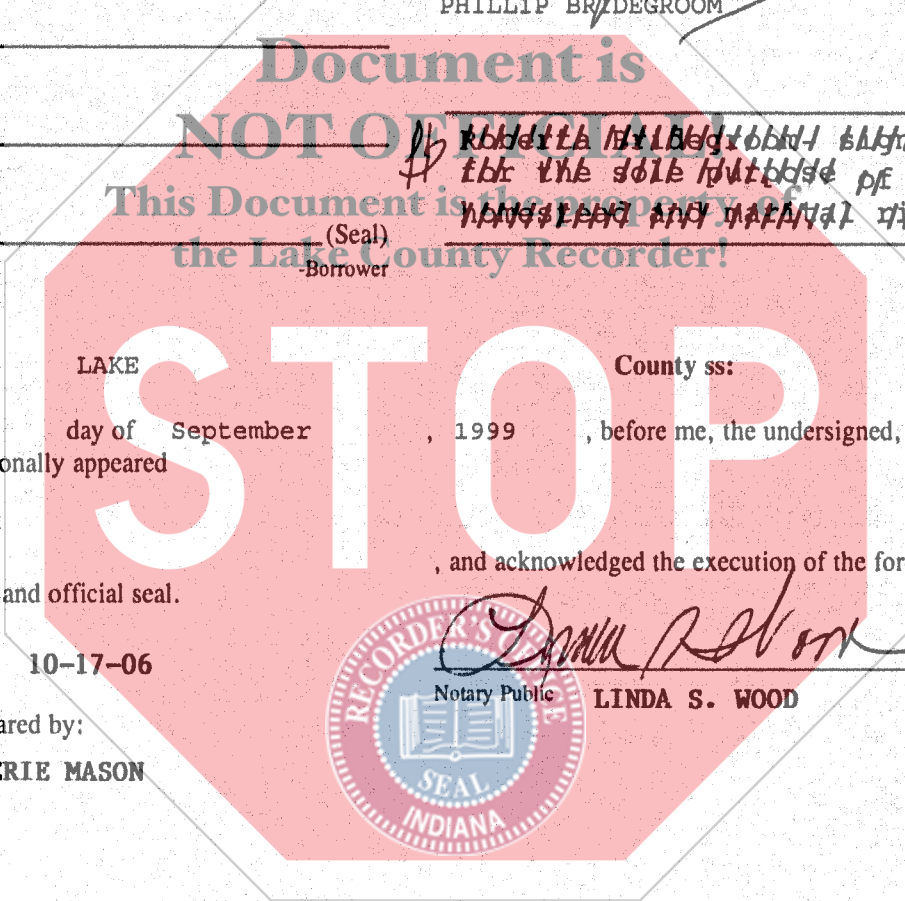 PHILLIP BRIDEGROOM
Document is
NOT OFFICIAL!
Roberta Bridegroom- sign
for the sole purpose of
This Document is the property of
homestead and marital ri
(Seal)
the Lake County Recorder!
-Borrower
STOP
LAKE County ss:
day of September , 1999 , before me, the undersigned,
onally appeared
, and acknowledged the execution of the for
and official seal.
RECORDER'S OFFICE
10-17-06
Notary Public LINDA S. WOOD
ared by:
ERIE MASON
SEAL
INDIANA